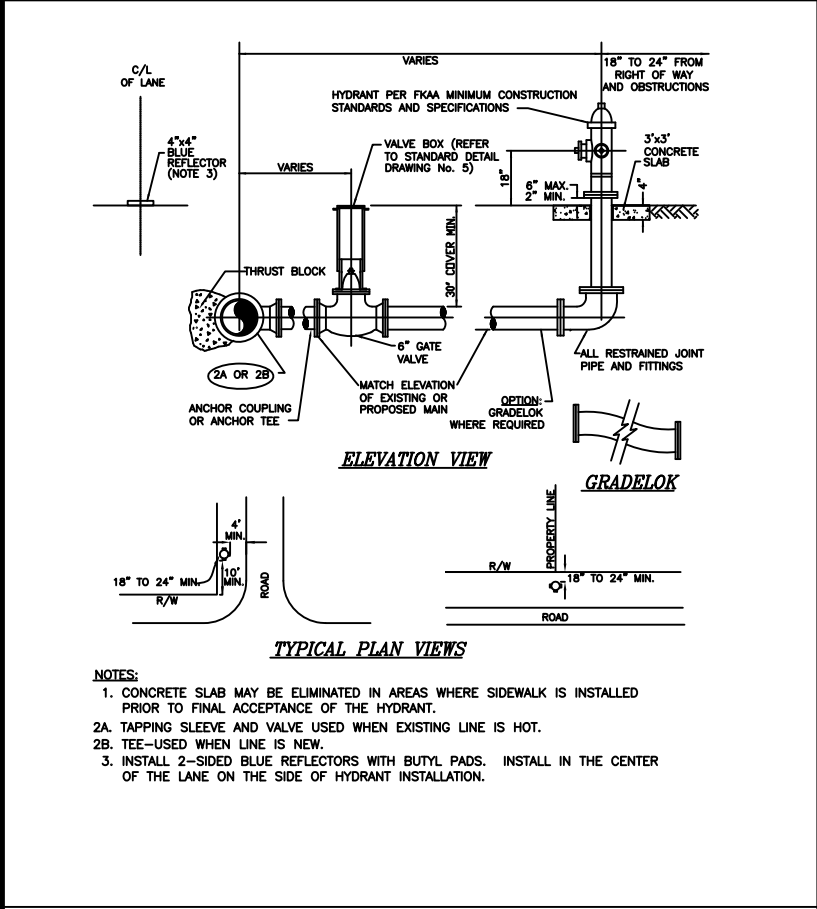 C/L
OF LANE
VARIES
18" TO 24" FROM
RIGHT OF WAY
AND OBSTRUCTIONS
HYDRANT PER FKAA MINIMUM CONSTRUCTION
STANDARDS AND SPECIFICATIONS
4"x4"
BLUE
REFLECTOR
(NOTE 3)
VARIES
VALVE BOX (REFER
TO STANDARD DETAIL
DRAWING No. 5)
3'x3'
CONCRETE
SLAB
18"
6" MAX.
2" MIN.
4"
30" COVER MIN.
THRUST BLOCK
2A OR 2B
6" GATE
VALVE
ALL RESTRAINED JOINT
PIPE AND FITTINGS
ANCHOR COUPLING
OR ANCHOR TEE
MATCH ELEVATION
OF EXISTING OR
PROPOSED MAIN
OPTION:
GRADELOK
WHERE REQUIRED
ELEVATION VIEW
GRADELOK
4'
MIN.
10'
MIN.
18" TO 24" MIN.
R/W
ROAD
PROPERTY LINE
R/W
18" TO 24" MIN.
ROAD
TYPICAL PLAN VIEWS
NOTES:
1. CONCRETE SLAB MAY BE ELIMINATED IN AREAS WHERE SIDEWALK IS INSTALLED
PRIOR TO FINAL ACCEPTANCE OF THE HYDRANT.
2A. TAPPING SLEEVE AND VALVE USED WHEN EXISTING LINE IS HOT.
2B. TEE-USED WHEN LINE IS NEW.
3. INSTALL 2-SIDED BLUE REFLECTORS WITH BUTYL PADS. INSTALL IN THE CENTER
OF THE LANE ON THE SIDE OF HYDRANT INSTALLATION.